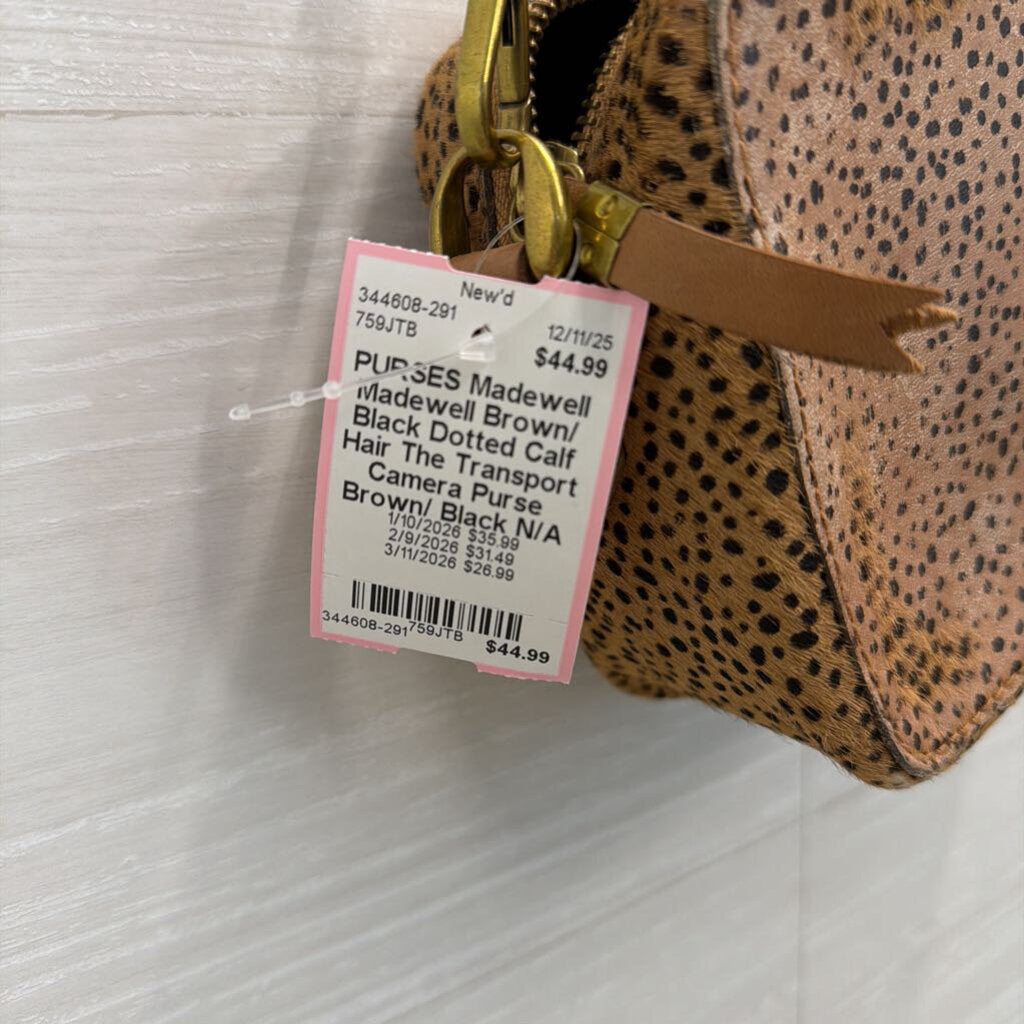 New'd
344608-291
759JTB
12/11/25
$44.99
PURSES Madewell
Madewell Brown/
Black Dotted Calf
Hair The Transport
Camera Purse
Brown/ Black N/A
1/10/2026 $35.99
2/9/2026 $31.49
3/11/2026 $26.99
344608-291759JTB
$44.99